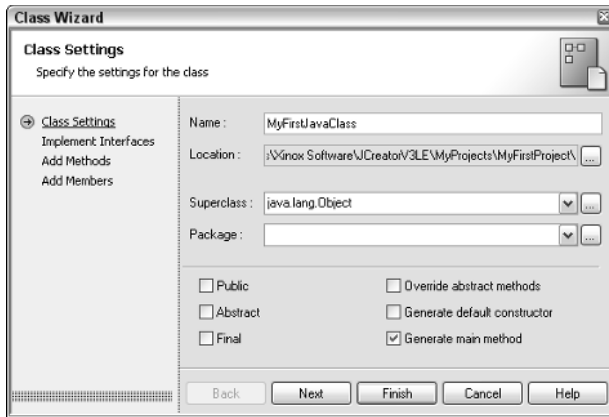 Class Wizard
Class Settings
Specify the settings for the class
Class Settings
Implement Interfaces
Add Methods
Add Members
Name :
MyFirstJavaClass
Location :
:\Xinox Software\JCreatorV3LE\MyProjects\MyFirstProject\
...
Superclass :
java.lang.Object
...
Package :
...
Public
Abstract
Final
Override abstract methods
Generate default constructor
Generate main method
Back
Next
Finish
Cancel
Help